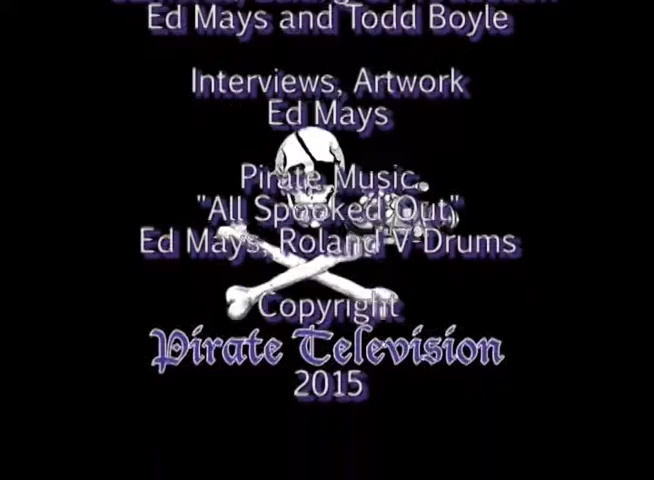 Ed Mays and Todd Boyle
Interviews, Artwork
Ed Mays
Pirate Music
"All Spooked Out"
Ed Mays, Roland V-Drums
Copyright
Pirate Television
2015